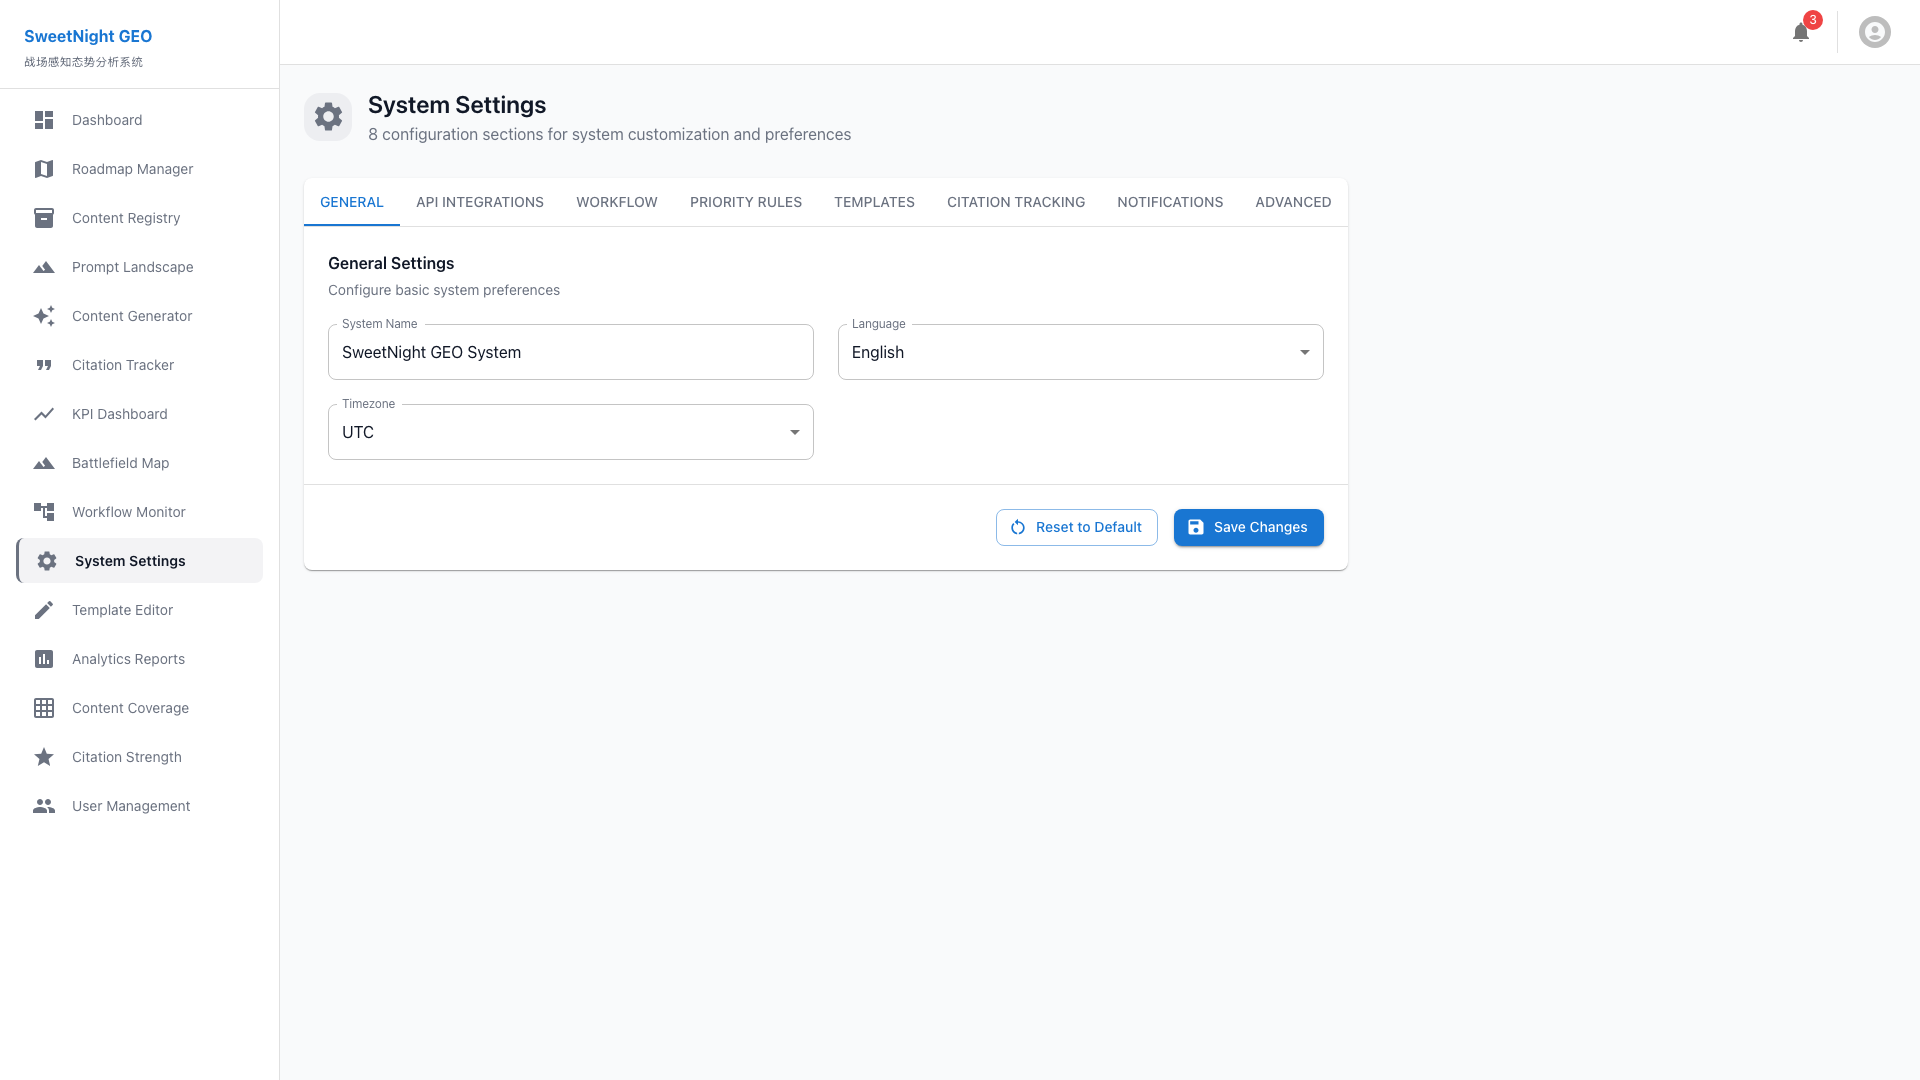 SweetNight GEO
战场感知态势分析系统
Dashboard
Roadmap Manager
Content Registry
Prompt Landscape
Content Generator
Citation Tracker
KPI Dashboard
Battlefield Map
Workflow Monitor
System Settings
Template Editor
Analytics Reports
Content Coverage
Citation Strength
User Management
3
System Settings
8 configuration sections for system customization and preferences
GENERAL API INTEGRATIONS WORKFLOW PRIORITY RULES TEMPLATES CITATION TRACKING NOTIFICATIONS ADVANCED
General Settings
Configure basic system preferences
System Name
SweetNight GEO System
Language
English
Timezone
UTC
Reset to Default
Save Changes